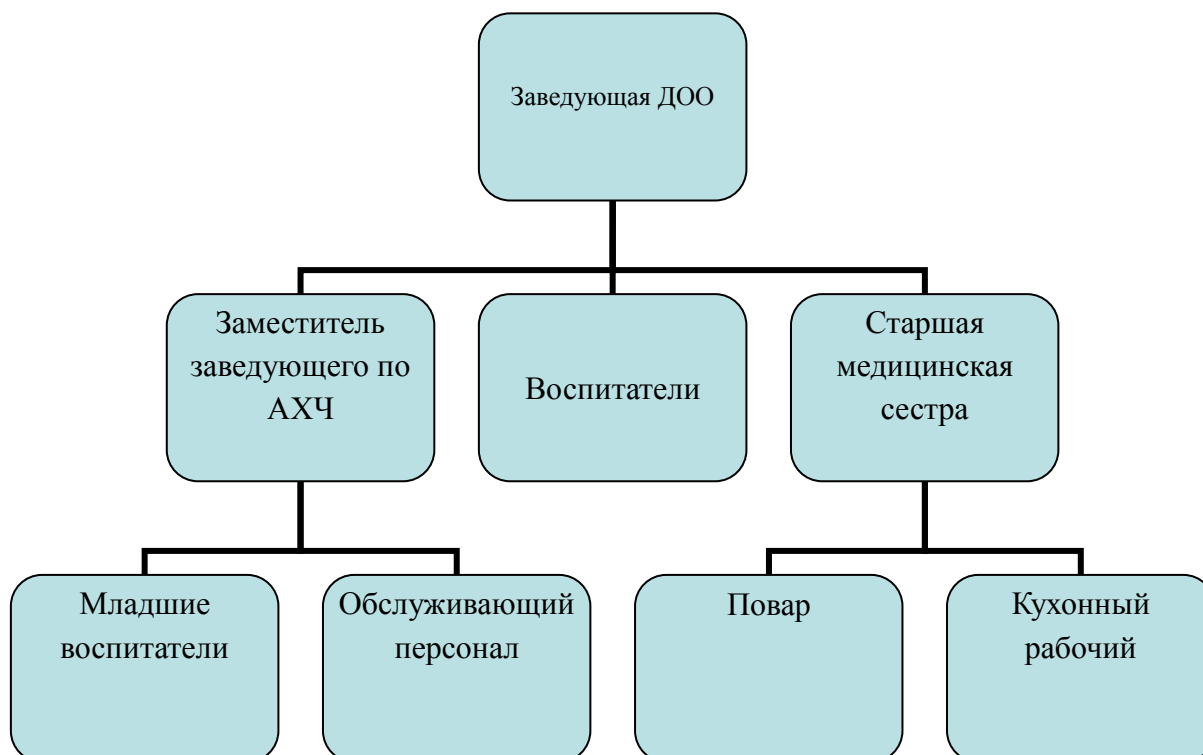 Заведующая ДОО
Заместитель
заведующего по
АХЧ
Воспитатели
Старшая
медицинская
сестра
Младшие
воспитатели
Обслуживающий
персонал
Повар
Кухонный
рабочий